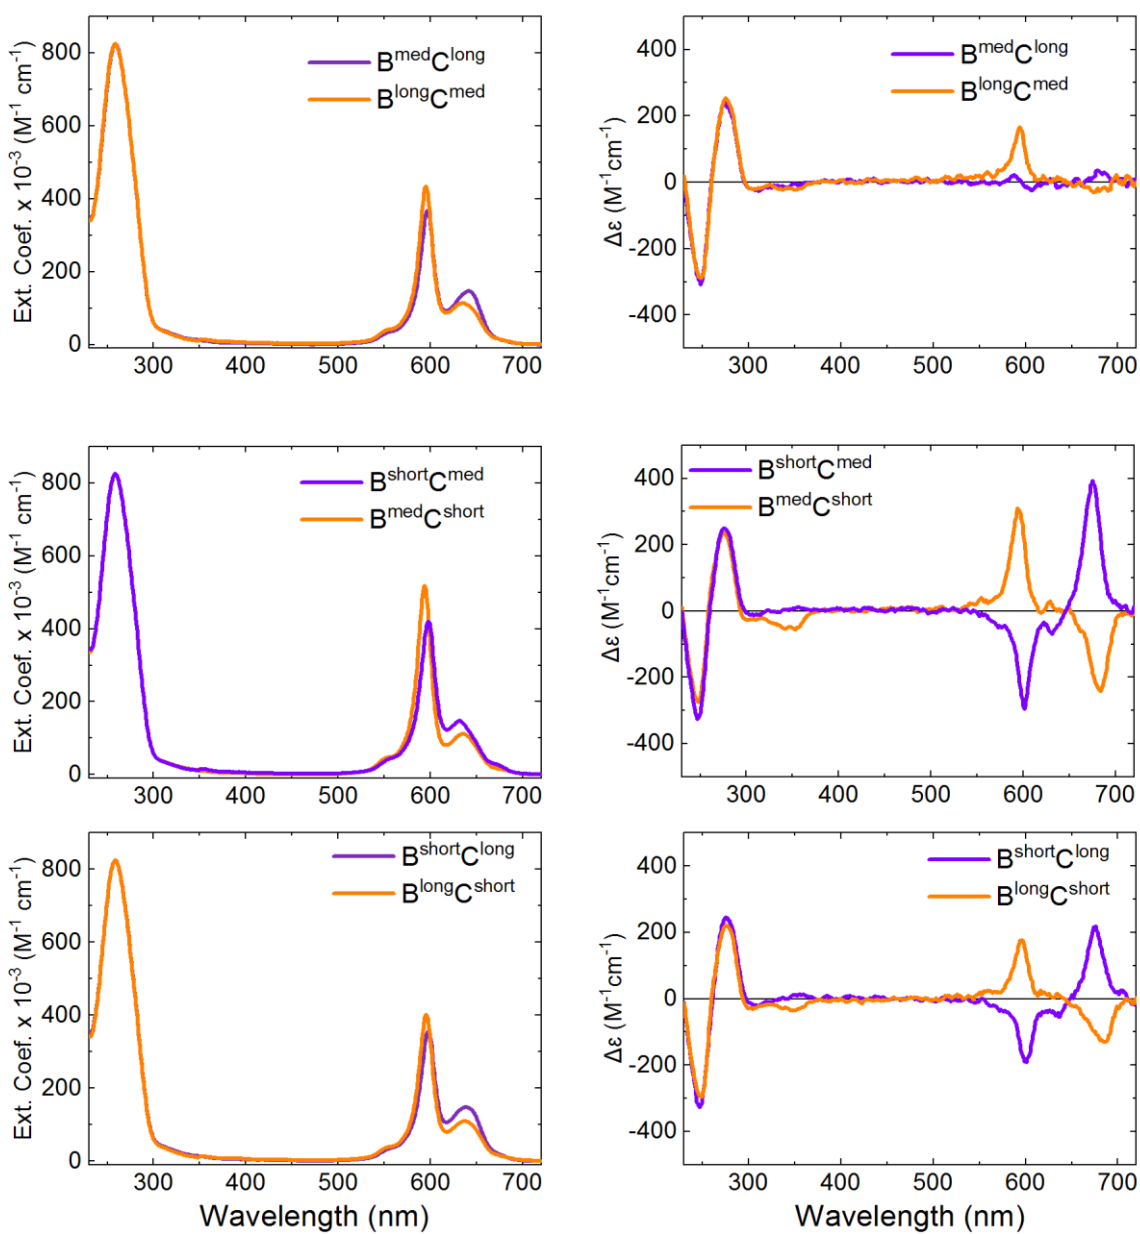 Ext. Coef. x 10⁻³ (M⁻¹ cm⁻¹)
800
600
400
200
0
300 400 500 600 700
B^med C^long
B^long C^med
Δε (M⁻¹cm⁻¹)
400
200
0
-200
-400
300 400 500 600 700
B^med C^long
B^long C^med
Ext. Coef. x 10⁻³ (M⁻¹ cm⁻¹)
800
600
400
200
0
300 400 500 600 700
B^short C^med
B^med C^short
Δε (M⁻¹cm⁻¹)
400
200
0
-200
-400
300 400 500 600 700
B^short C^med
B^med C^short
Ext. Coef. x 10⁻³ (M⁻¹ cm⁻¹)
800
600
400
200
0
300 400 500 600 700
B^short C^long
B^long C^short
Wavelength (nm)
Δε (M⁻¹cm⁻¹)
400
200
0
-200
-400
300 400 500 600 700
B^short C^long
B^long C^short
Wavelength (nm)